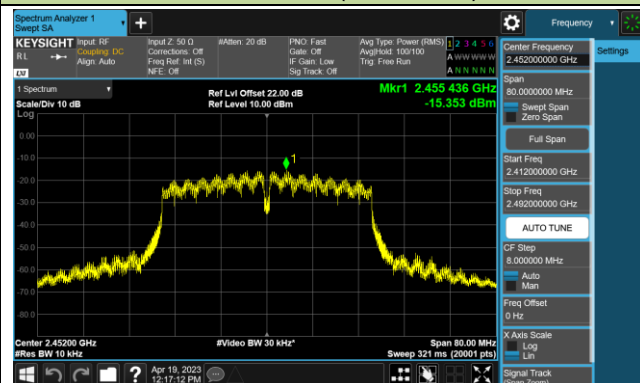 Spectrum Analyzer 1
Swept SA
Frequency
KEYSIGHT
RL
LXI
Input: RF
Coupling: DC
Align: Auto
Input Z: 50 Ω
Corrections: Off
Freq Ref: Int (S)
NFE: Off
#Atten: 20 dB
PNO: Fast
Gate: Off
IF Gain: Low
Sig Track: Off
Avg Type: Power (RMS)
Avg|Hold: 100/100
Trig: Free Run
1 2 3 4 5 6
A W W W W W
A N N N N N
1 Spectrum
Scale/Div 10 dB
Log
Ref Lvl Offset 22.00 dB
Ref Level 10.00 dBm
Mkr1 2.455 436 GHz
-15.353 dBm
1
0.00
-10.0
-20.0
-30.0
-40.0
-50.0
-60.0
-70.0
-80.0
Center 2.45200 GHz
#Res BW 10 kHz
#Video BW 30 kHz*
Span 80.00 MHz
Sweep 321 ms (20001 pts)
Center Frequency
2.452000000 GHz
Settings
Span
80.0000000 MHz
Swept Span
Zero Span
Full Span
Start Freq
2.412000000 GHz
Stop Freq
2.492000000 GHz
AUTO TUNE
CF Step
8.000000 MHz
Auto
Man
Freq Offset
0 Hz
X Axis Scale
Log
Lin
Signal Track
(Span Zoom)
Apr 19, 2023
12:17:12 PM